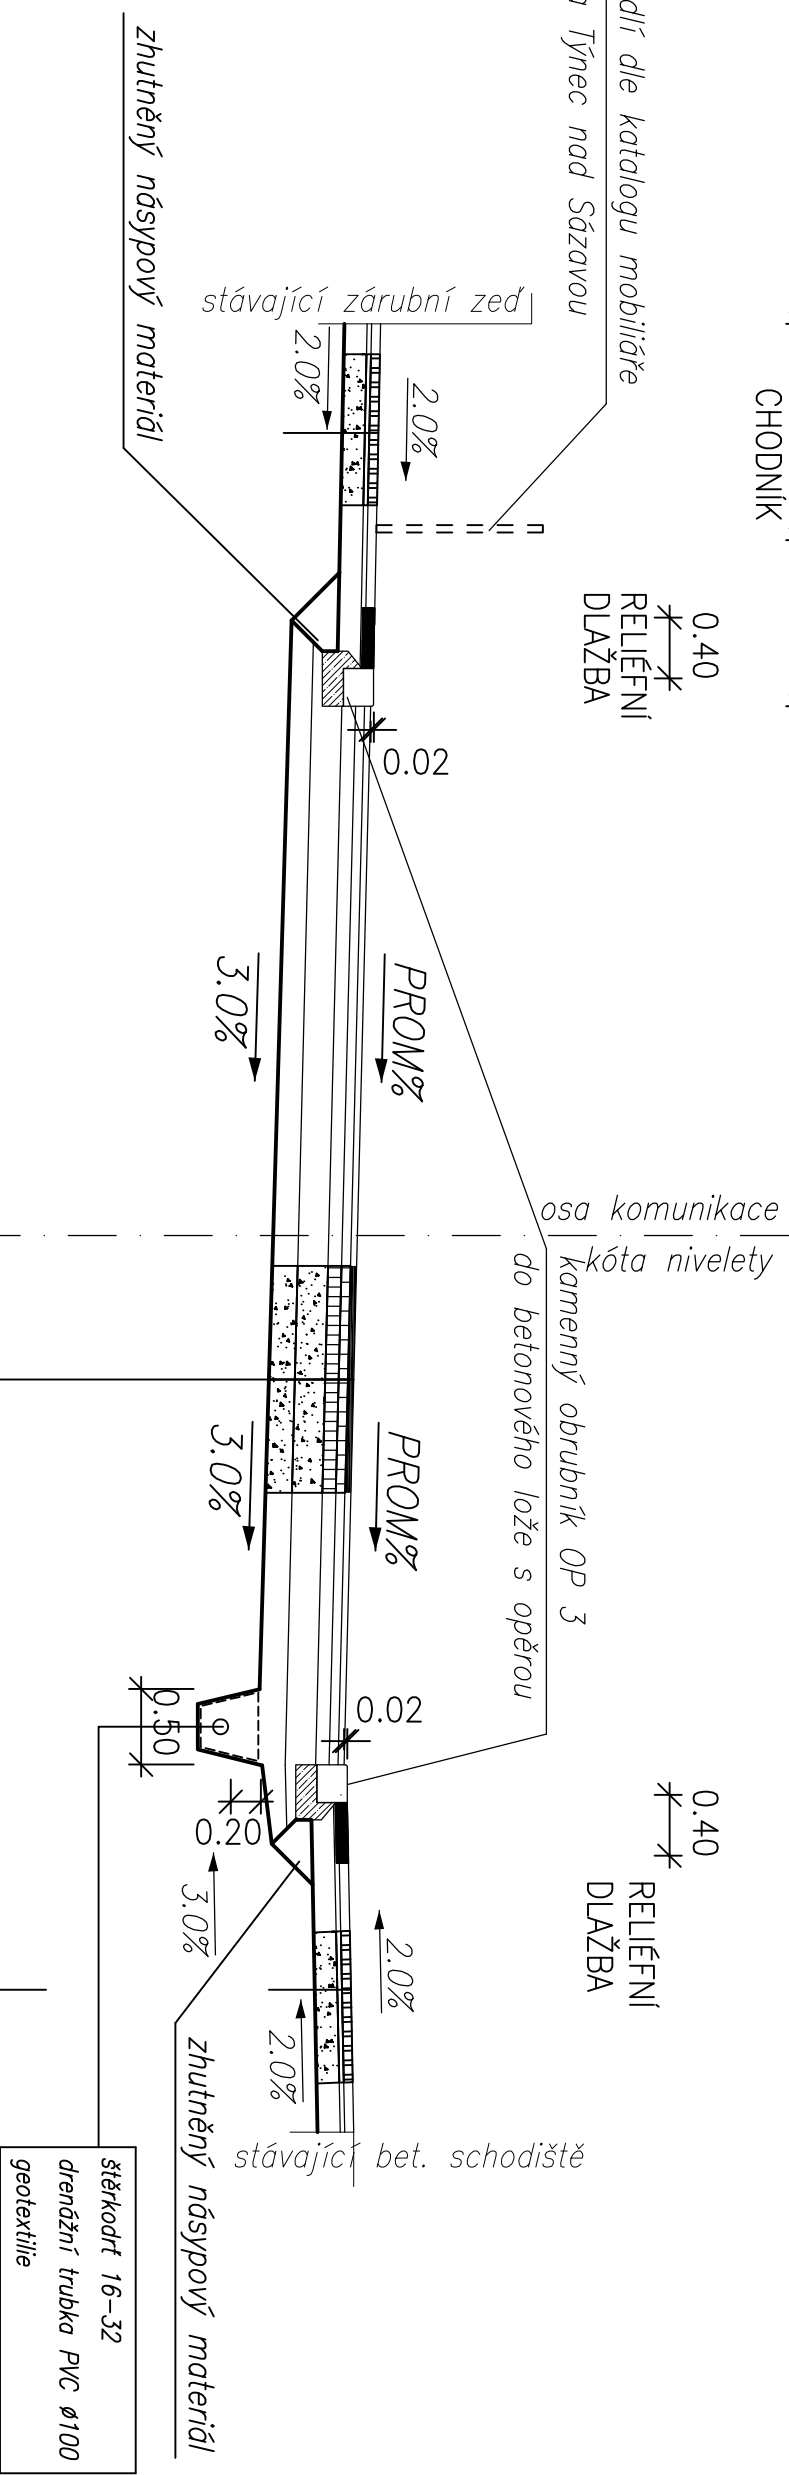 dlí dle katalogu mobiliáře
a Týnec nad Sázavou
CHODNÍK
zhutněný násypový materiál
stávající zárubní zeď
2.0%
2.0%
0.40
RELIÉFNÍ
DLAŽBA
0.02
PROM%
3.0%
osa komunikace
kóta nivelety
kamenný obrubník OP 3
do betonového lože s opěrou
PROM%
3.0%
0.02
0.50
0.20
3.0%
0.40
RELIÉFNÍ
DLAŽBA
2.0%
2.0%
zhutněný násypový materiál
stávající bet. schodiště
štěrkodrť 16-32
drenážní trubka PVC ø100
geotextilie